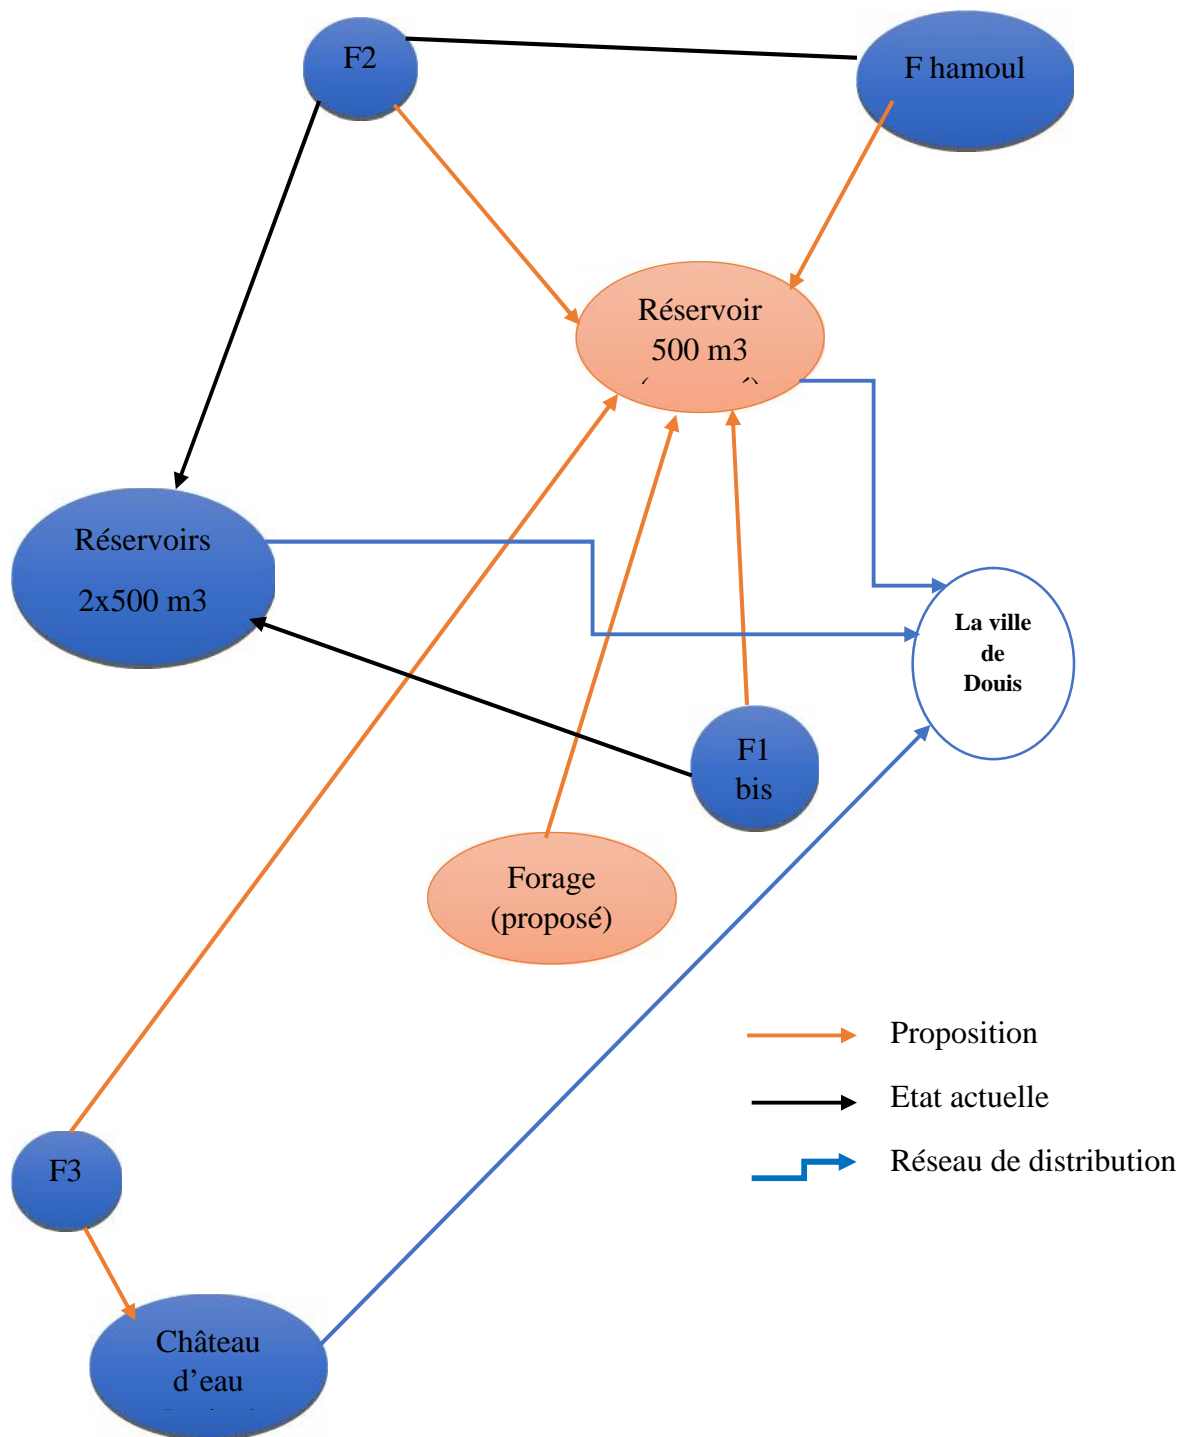 F2
F hamoul
Réservoir
500 m3
Réservoirs
2x500 m3
La ville
de
Douis
F1
bis
Forage
(proposé)
Proposition
Etat actuelle
Réseau de distribution
F3
Château
d’eau